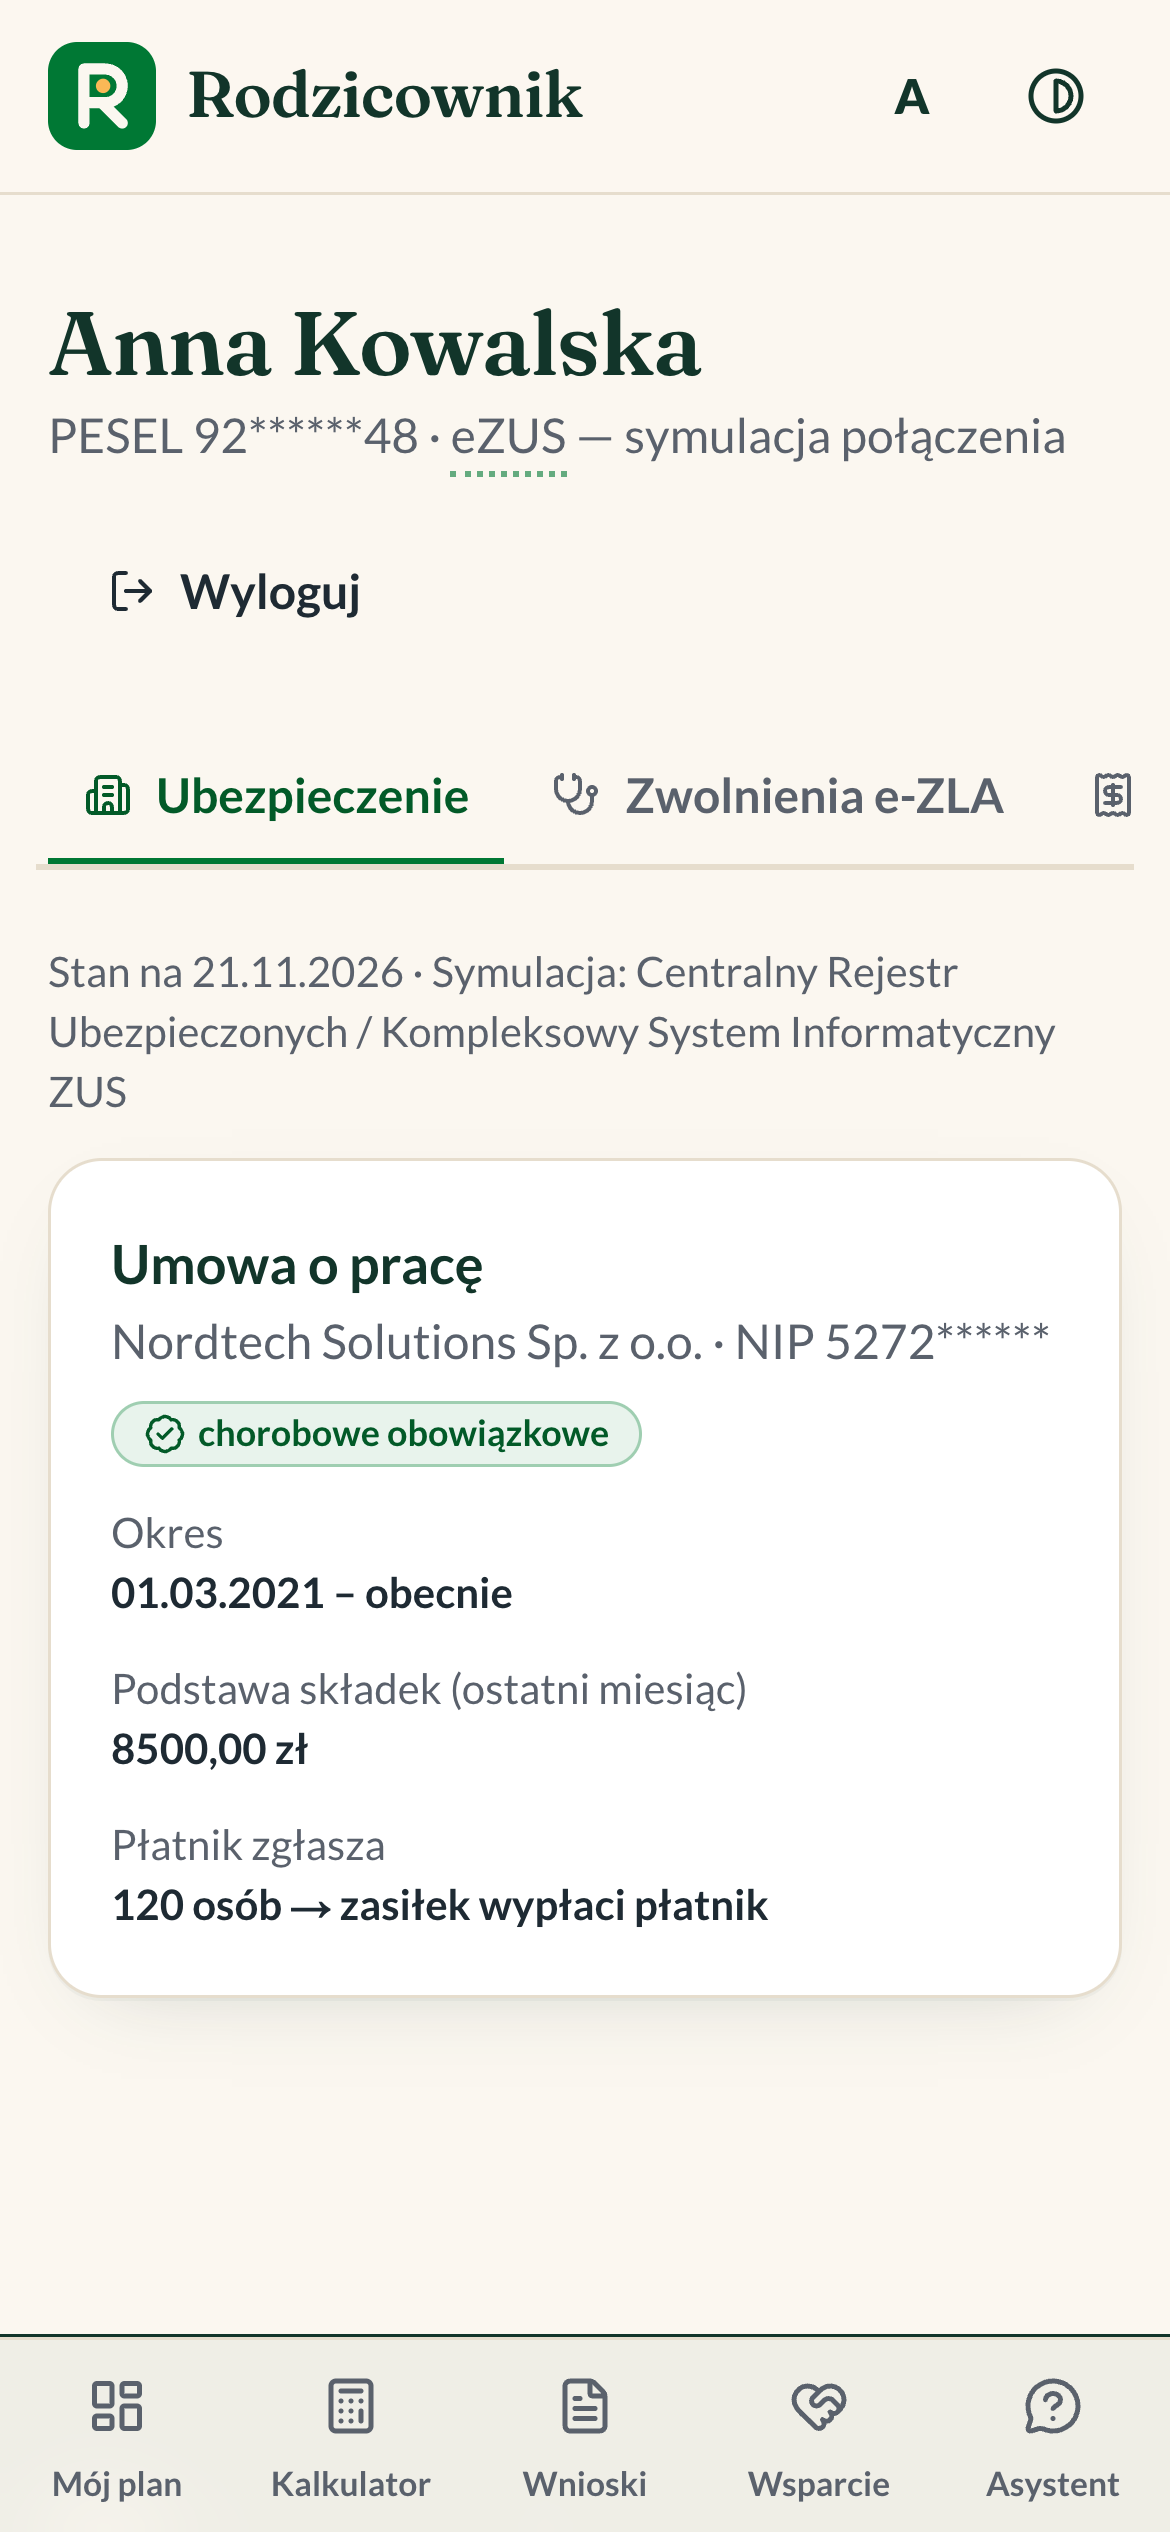 Rodzicownik
A
Anna Kowalska
PESEL 92******48 · eZUS — symulacja połączenia
Wyloguj
Ubezpieczenie
Zwolnienia e-ZLA
Stan na 21.11.2026 · Symulacja: Centralny Rejestr
Ubezpieczonych / Kompleksowy System Informatyczny
ZUS
Umowa o pracę
Nordtech Solutions Sp. z o.o. · NIP 5272******
chorobowe obowiązkowe
Okres
01.03.2021 – obecnie
Podstawa składek (ostatni miesiąc)
8500,00 zł
Płatnik zgłasza
120 osób → zasiłek wypłaci płatnik
Mój plan
Kalkulator
Wnioski
Wsparcie
Asystent